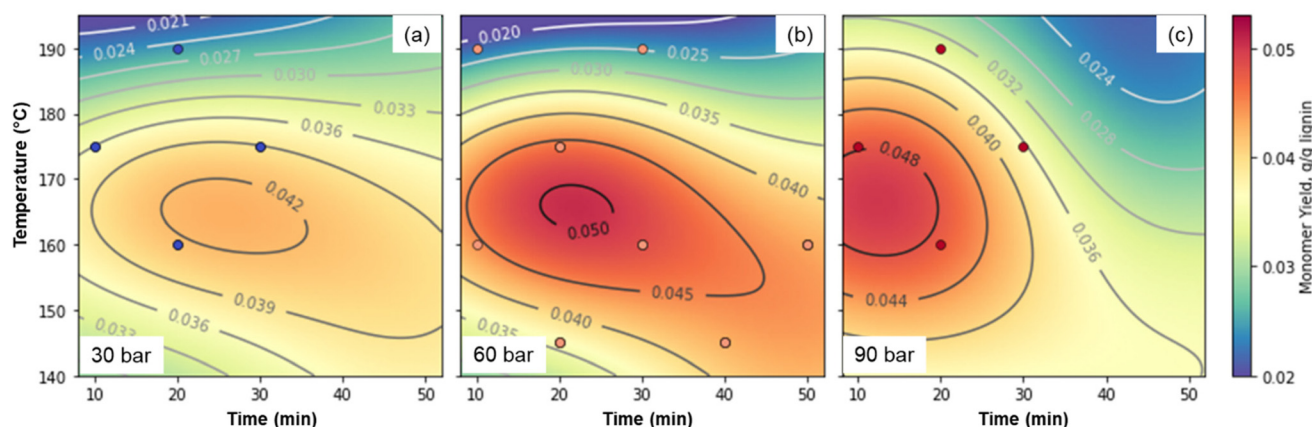 (a)
(b)
(c)
190
180
170
160
150
140
Temperature (°C)
0.021
0.024
0.027
0.030
0.033
0.036
0.042
0.039
0.036
0.033
30 bar
10 20 30 40 50
Time (min)
0.020
0.025
0.030
0.035
0.040
0.050
0.045
0.040
0.035
60 bar
10 20 30 40 50
Time (min)
0.024
0.032
0.028
0.040
0.048
0.036
0.044
90 bar
10 20 30 40 50
Time (min)
0.05
0.04
0.03
0.02
Monomer Yield, g/g lignin